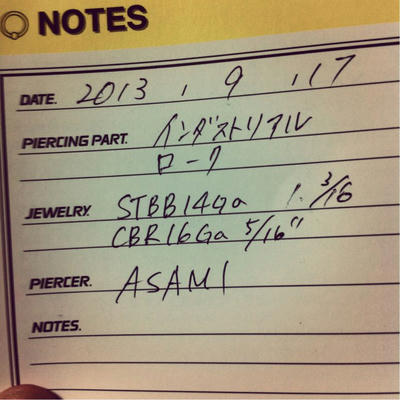 NOTES
DATE. 2013 . 9 . 17
PIERCING PART. インダストリアル
ローク
JEWELRY. STBB14Ga 1. 3/16
CBR16Ga 5/16"
PIERCER. ASAMI
NOTES.